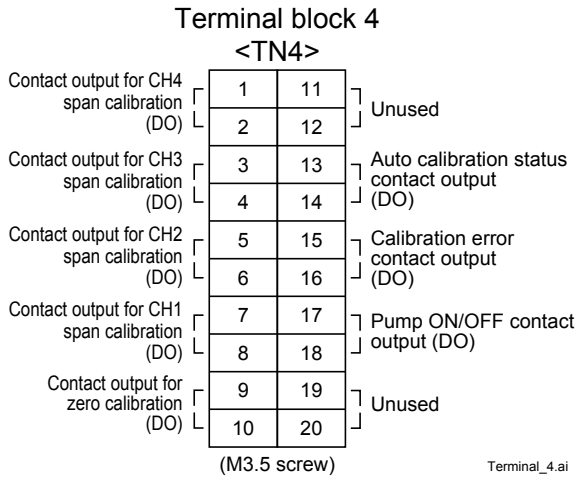 Terminal block 4
<TN4>
Contact output for CH4
span calibration
(DO)
1
11
2
12
Unused
Contact output for CH3
span calibration
(DO)
3
13
4
14
Auto calibration status
contact output
(DO)
Contact output for CH2
span calibration
(DO)
5
15
6
16
Calibration error
contact output
(DO)
Contact output for CH1
span calibration
(DO)
7
17
8
18
Pump ON/OFF contact
output (DO)
Contact output for
zero calibration
(DO)
9
19
10
20
Unused
(M3.5 screw)
Terminal_4.ai